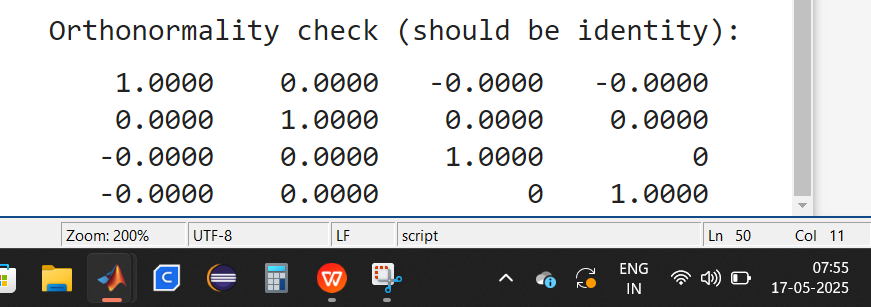 Orthonormality check (should be identity):
1.0000 0.0000 -0.0000 -0.0000
0.0000 1.0000 0.0000 0.0000
-0.0000 0.0000 1.0000 0
-0.0000 0.0000 0 1.0000
Zoom: 200% UTF-8 LF script Ln 50 Col 11
ENG 07:55
IN 17-05-2025